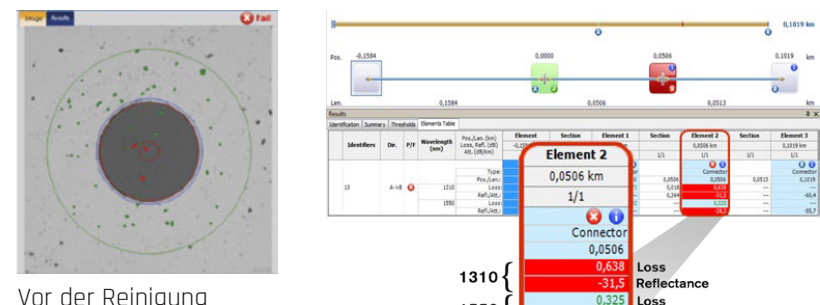 Image Results Fail
Vor der Reinigung
0,1019 km
Pos. -0,1584 0,0000 0,0506 0,1019 km
Len. 0,1584 0,0506 0,0513 km
Results
Identification Summary Thresholds Elements Table
Identifiers Dir. P/F Wavelength (nm) Pos./Len. (km) Loss, Refl. (dB) Att. (dB/km) Element Section Element 1 Section Element 2 Section Element 3
0,0506 km 0,1019 km
1/1 1/1 1/1
Type: Connector Connector
Pos./Len.: 0,0506 0,0506 0,0513 0,1019
13 A->B 1310 Loss: 0,018 0,638 ---
Refl./Att.: 0,364 -31,5 --- -60,4
1550 Loss: --- 0,325 ---
Refl./Att.: ---
Element 2
0,0506 km
1/1
Connector
0,0506
1310 { 0,638 Loss
-31,5 Reflectance
0,325 Loss